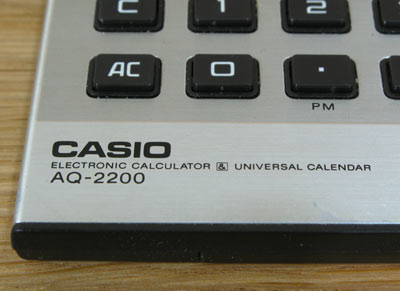 C 1 2
AC 0 .
PM
CASIO
ELECTRONIC CALCULATOR & UNIVERSAL CALENDAR
AQ-2200